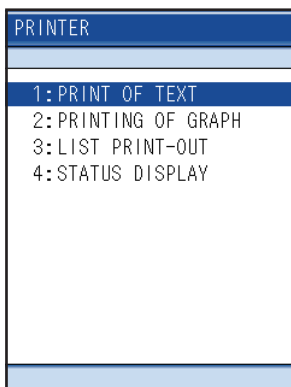 PRINTER
1:PRINT OF TEXT
2:PRINTING OF GRAPH
3:LIST PRINT-OUT
4:STATUS DISPLAY